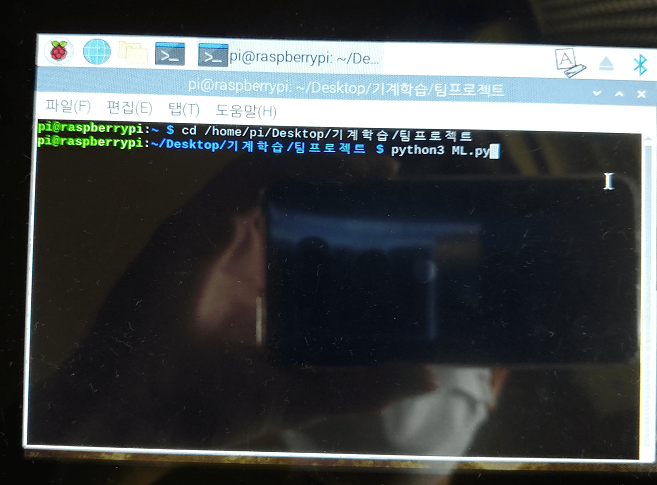 pi@raspberrypi: ~/De...
pi@raspberrypi: ~/Desktop/기계학습/팀프로젝트
파일(F) 편집(E) 탭(T) 도움말(H)
pi@raspberrypi:~ $ cd /home/pi/Desktop/기계학습/팀프로젝트
pi@raspberrypi:~/Desktop/기계학습/팀프로젝트 $ python3 ML.py